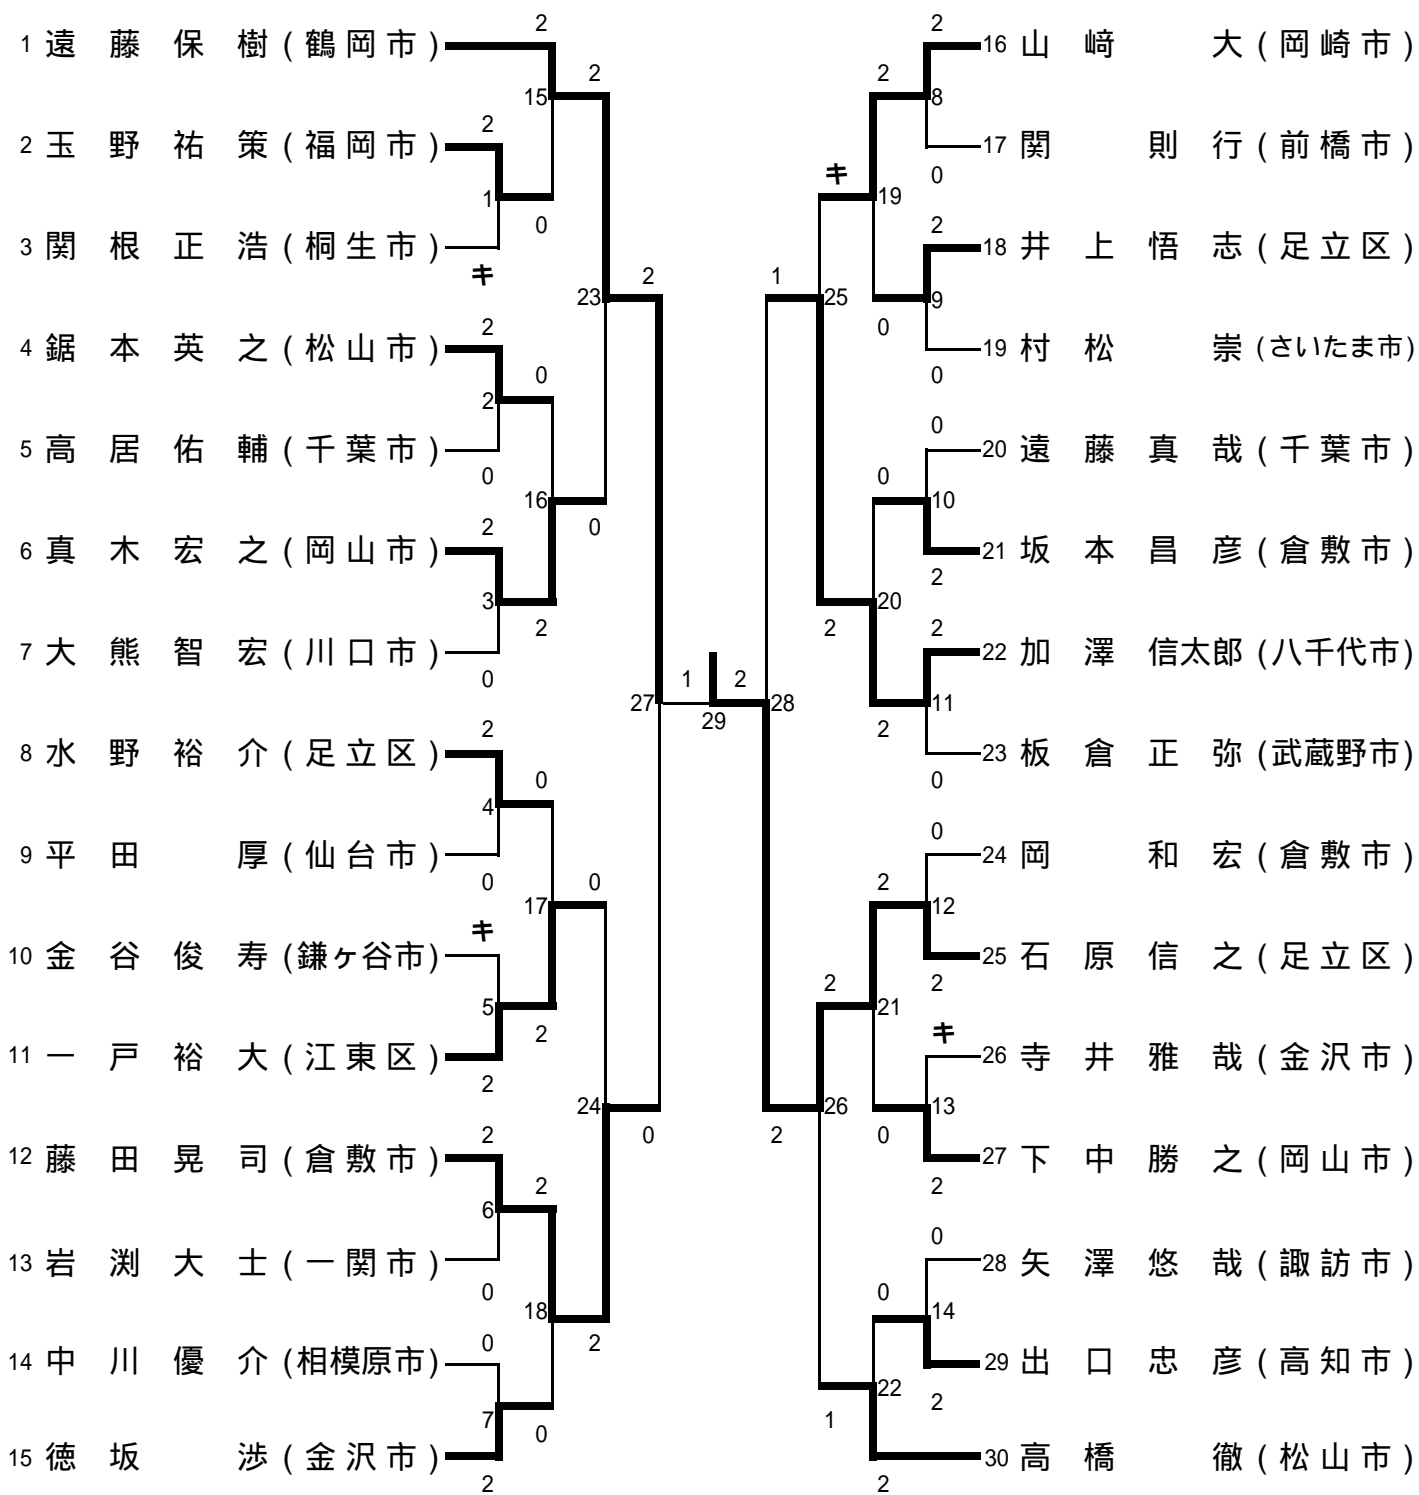 1 遠藤保樹 (鶴岡市)
2 玉野祐策 (福岡市)
3 関根正浩 (桐生市)
4 鋸本英之 (松山市)
5 高居佑輔 (千葉市)
6 真木宏之 (岡山市)
7 大熊智宏 (川口市)
8 水野裕介 (足立区)
9 平田 厚 (仙台市)
10 金谷俊寿 (鎌ヶ谷市)
11 一戸裕大 (江東区)
12 藤田晃司 (倉敷市)
13 岩渕大士 (一関市)
14 中川優介 (相模原市)
15 徳坂 渉 (金沢市)
2
2
キ
2
0
2
0
2
0
キ
2
2
0
0
2
1
2
3
4
5
6
7
2
0
0
2
0
2
2
0
15
16
17
18
2
0
0
2
23
24
2
0
27
1
29
2
28
1
2
25
26
キ
2
2
1
19
20
21
22
2
0
0
2
2
0
0
2
8
9
10
11
12
13
14
2
0
2
0
0
2
2
0
0
2
キ
2
0
2
16 山﨑 大 (岡崎市)
17 関 則行 (前橋市)
18 井上悟志 (足立区)
19 村松 崇 (さいたま市)
20 遠藤真哉 (千葉市)
21 坂本昌彦 (倉敷市)
22 加澤信太郎 (八千代市)
23 板倉正弥 (武蔵野市)
24 岡 和宏 (倉敷市)
25 石原信之 (足立区)
26 寺井雅哉 (金沢市)
27 下中勝之 (岡山市)
28 矢澤悠哉 (諏訪市)
29 出口忠彦 (高知市)
30 高橋 徹 (松山市)